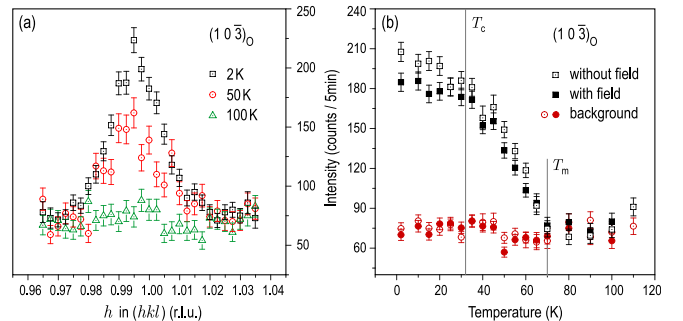 (a)
(1 0 3̅)O
2K
50K
100K
250
200
150
100
50
0.96 0.97 0.98 0.99 1.00 1.01 1.02 1.03 1.04
h in (hkl) (r.l.u.)
Intensity (counts / 5min)
(b)
Tc
(1 0 3̅)O
without field
with field
background
Tm
240
210
180
150
120
90
60
0 20 40 60 80 100 120
Temperature (K)